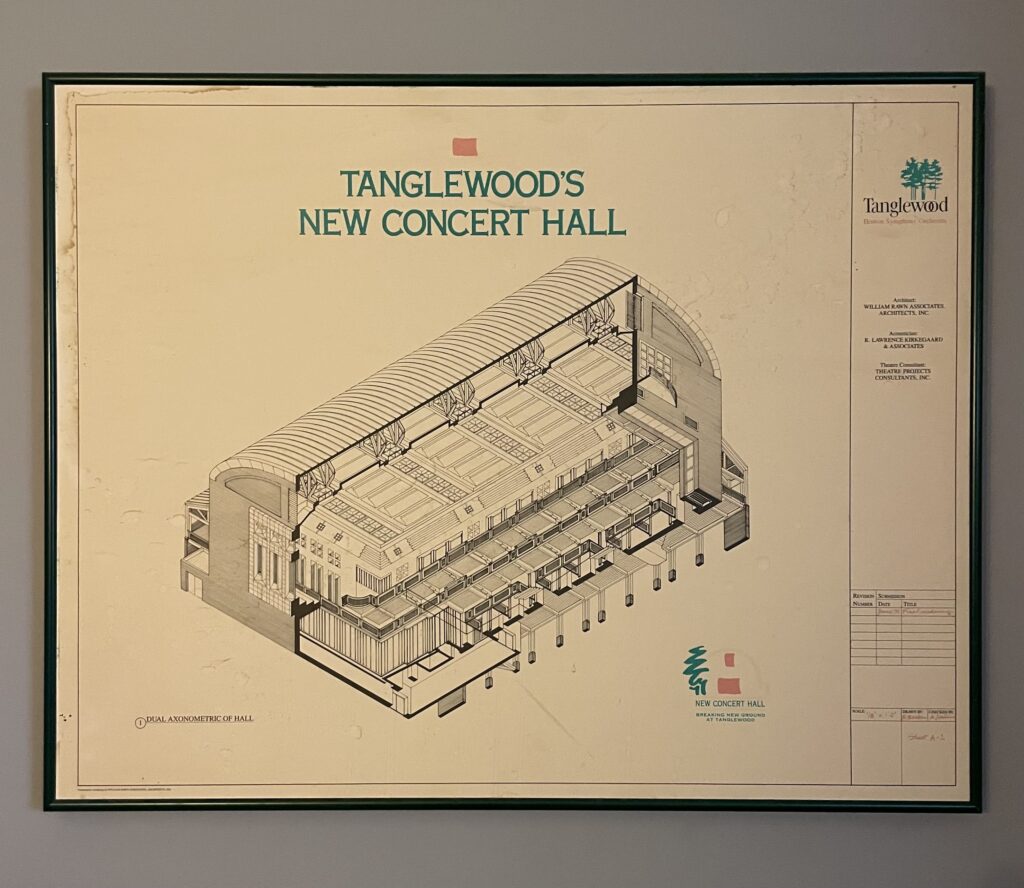 TANGLEWOOD'S
NEW CONCERT HALL
Tanglewood
Boston Symphony Orchestra
Architect:
WILLIAM RAWN ASSOCIATES
ARCHITECTS, INC.
Acoustician:
R. LAWRENCE KIRKEGAARD
& ASSOCIATES
Theatre Consultant:
THEATRE PROJECTS
CONSULTANTS, INC.
REVISION SUBMISSION
NUMBER DATE TITLE
SCALE: DRAWN BY: CHECKED BY:
NEW CONCERT HALL
BREAKING NEW GROUND
AT TANGLEWOOD
1 DUAL AXONOMETRIC OF HALL